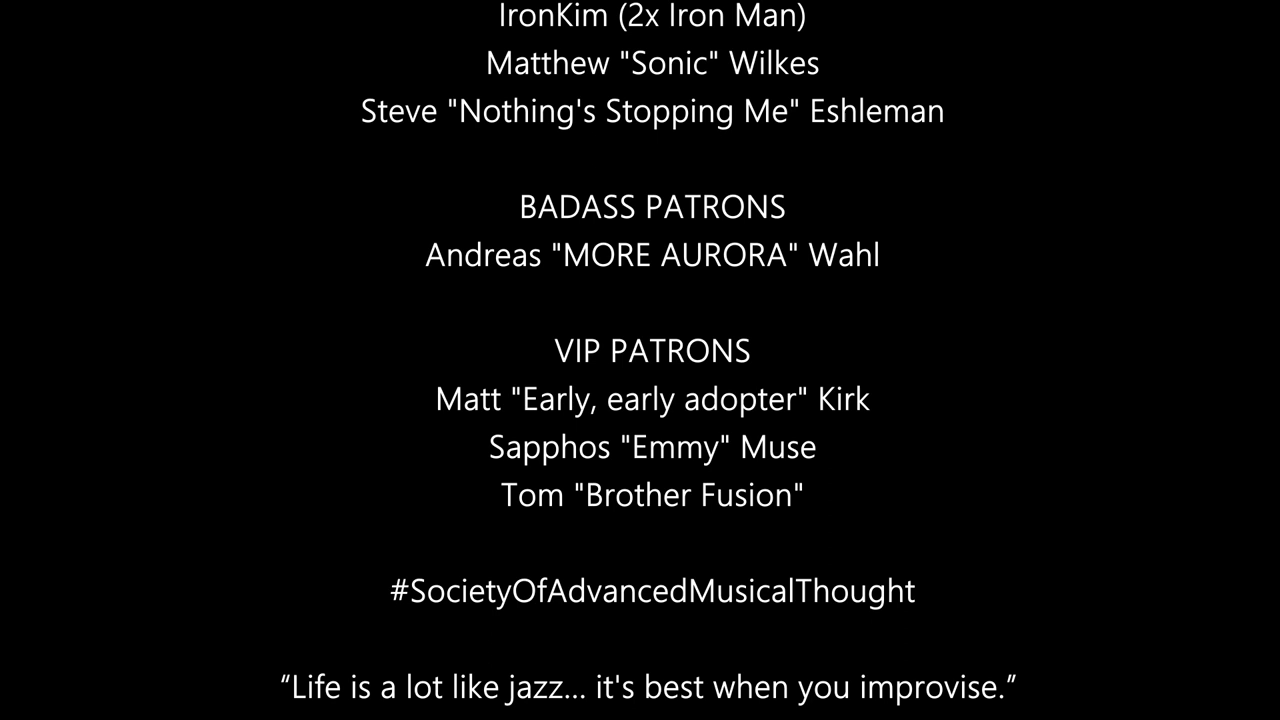 IronKim (2x Iron Man)
Matthew "Sonic" Wilkes
Steve "Nothing's Stopping Me" Eshleman
BADASS PATRONS
Andreas "MORE AURORA" Wahl
VIP PATRONS
Matt "Early, early adopter" Kirk
Sapphos "Emmy" Muse
Tom "Brother Fusion"
#SocietyOfAdvancedMusicalThought
“Life is a lot like jazz... it's best when you improvise.”